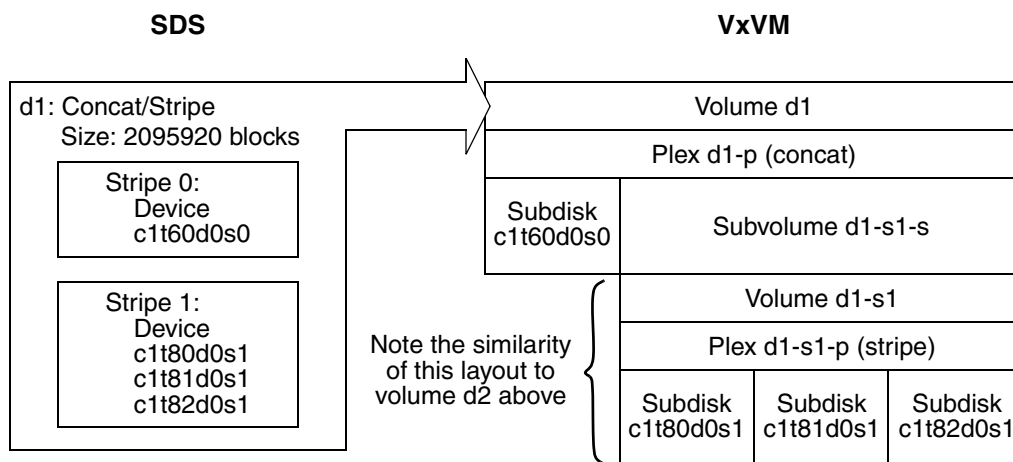 SDS
VxVM
d1: Concat/Stripe
Size: 2095920 blocks
Stripe 0:
Device
c1t60d0s0
Stripe 1:
Device
c1t80d0s1
c1t81d0s1
c1t82d0s1
Volume d1
Plex d1-p (concat)
Subdisk
c1t60d0s0
Subvolume d1-s1-s
Note the similarity
of this layout to
volume d2 above
Volume d1-s1
Plex d1-s1-p (stripe)
Subdisk
c1t80d0s1
Subdisk
c1t81d0s1
Subdisk
c1t82d0s1